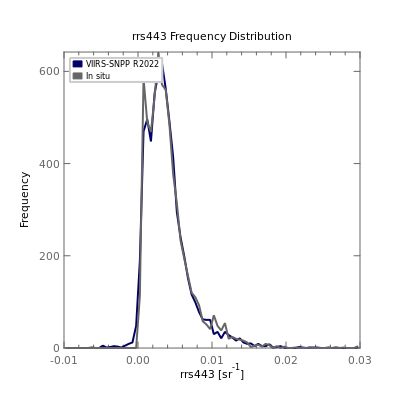 rrs443 Frequency Distribution
VIIRS-SNPP R2022
In situ
600
400
200
0
Frequency
-0.01 0.00 0.01 0.02 0.03
rrs443 [sr⁻¹]